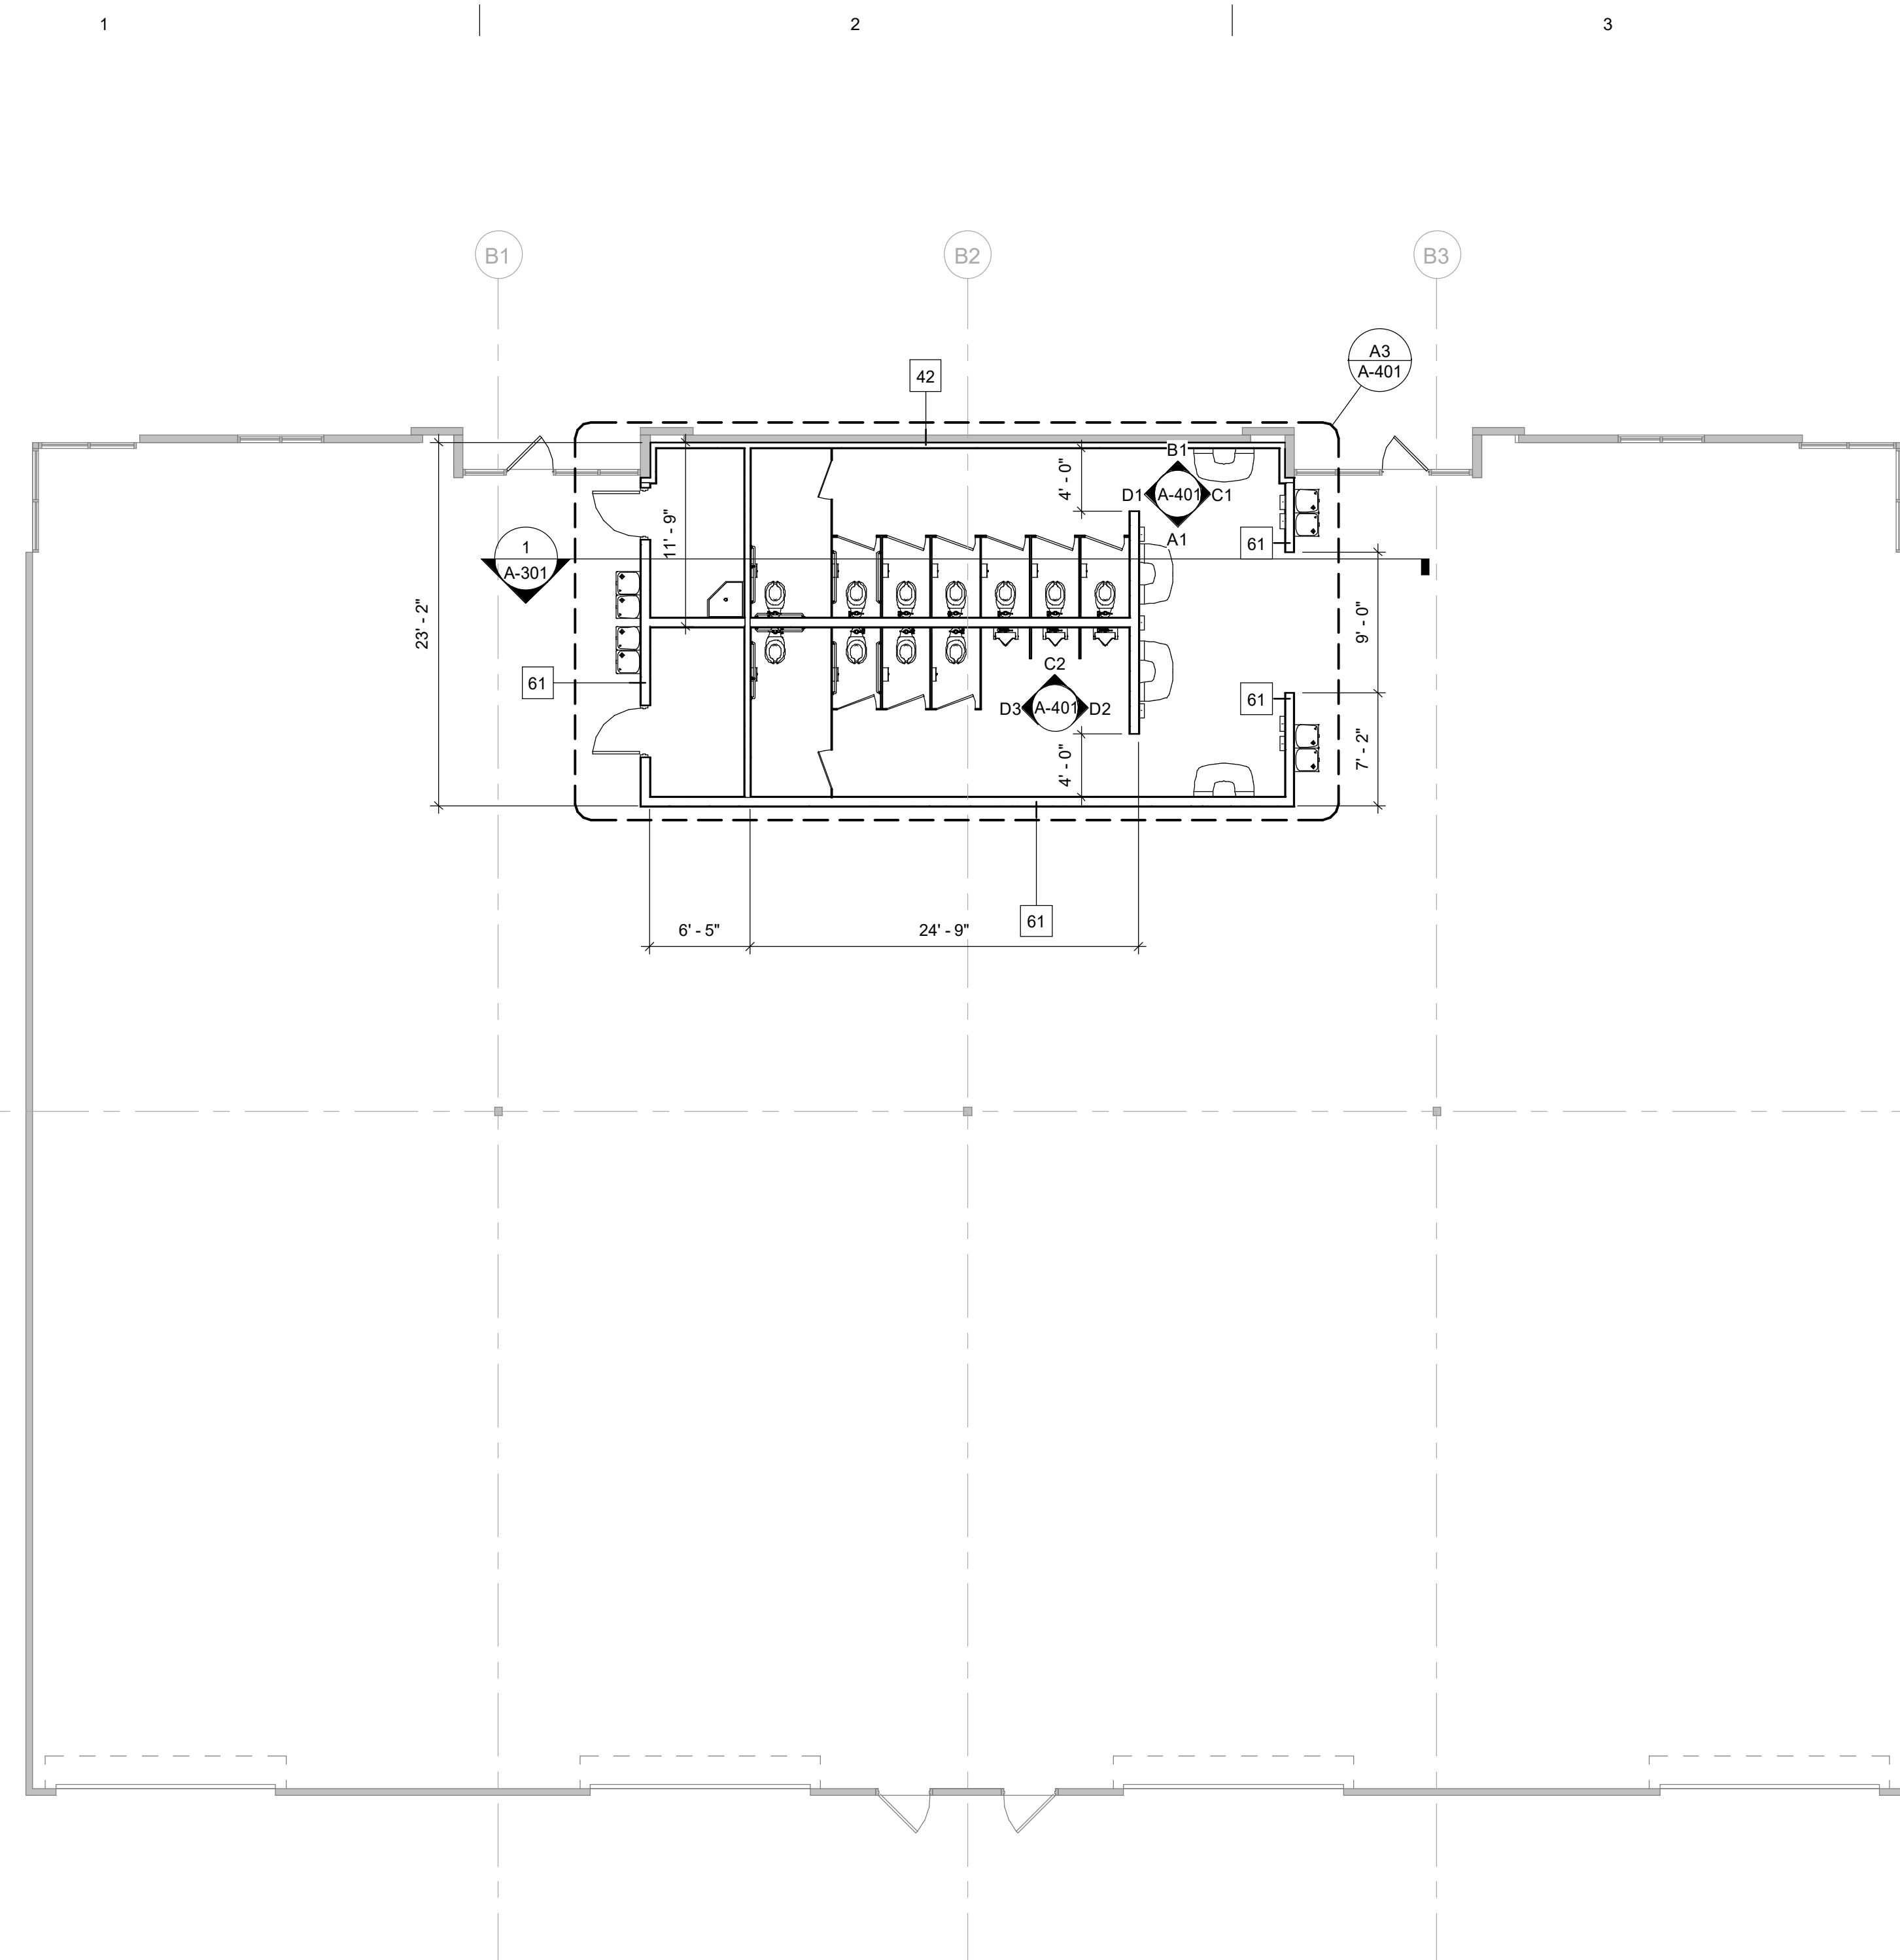 1
2
3
B1
B2
B3
A3
A-401
42
B1
D1
A-401
C1
A1
4' - 0"
11' - 9"
61
1
A-301
23' - 2"
9' - 0"
C2
61
61
D3
A-401
D2
4' - 0"
7' - 2"
61
6' - 5"
24' - 9"